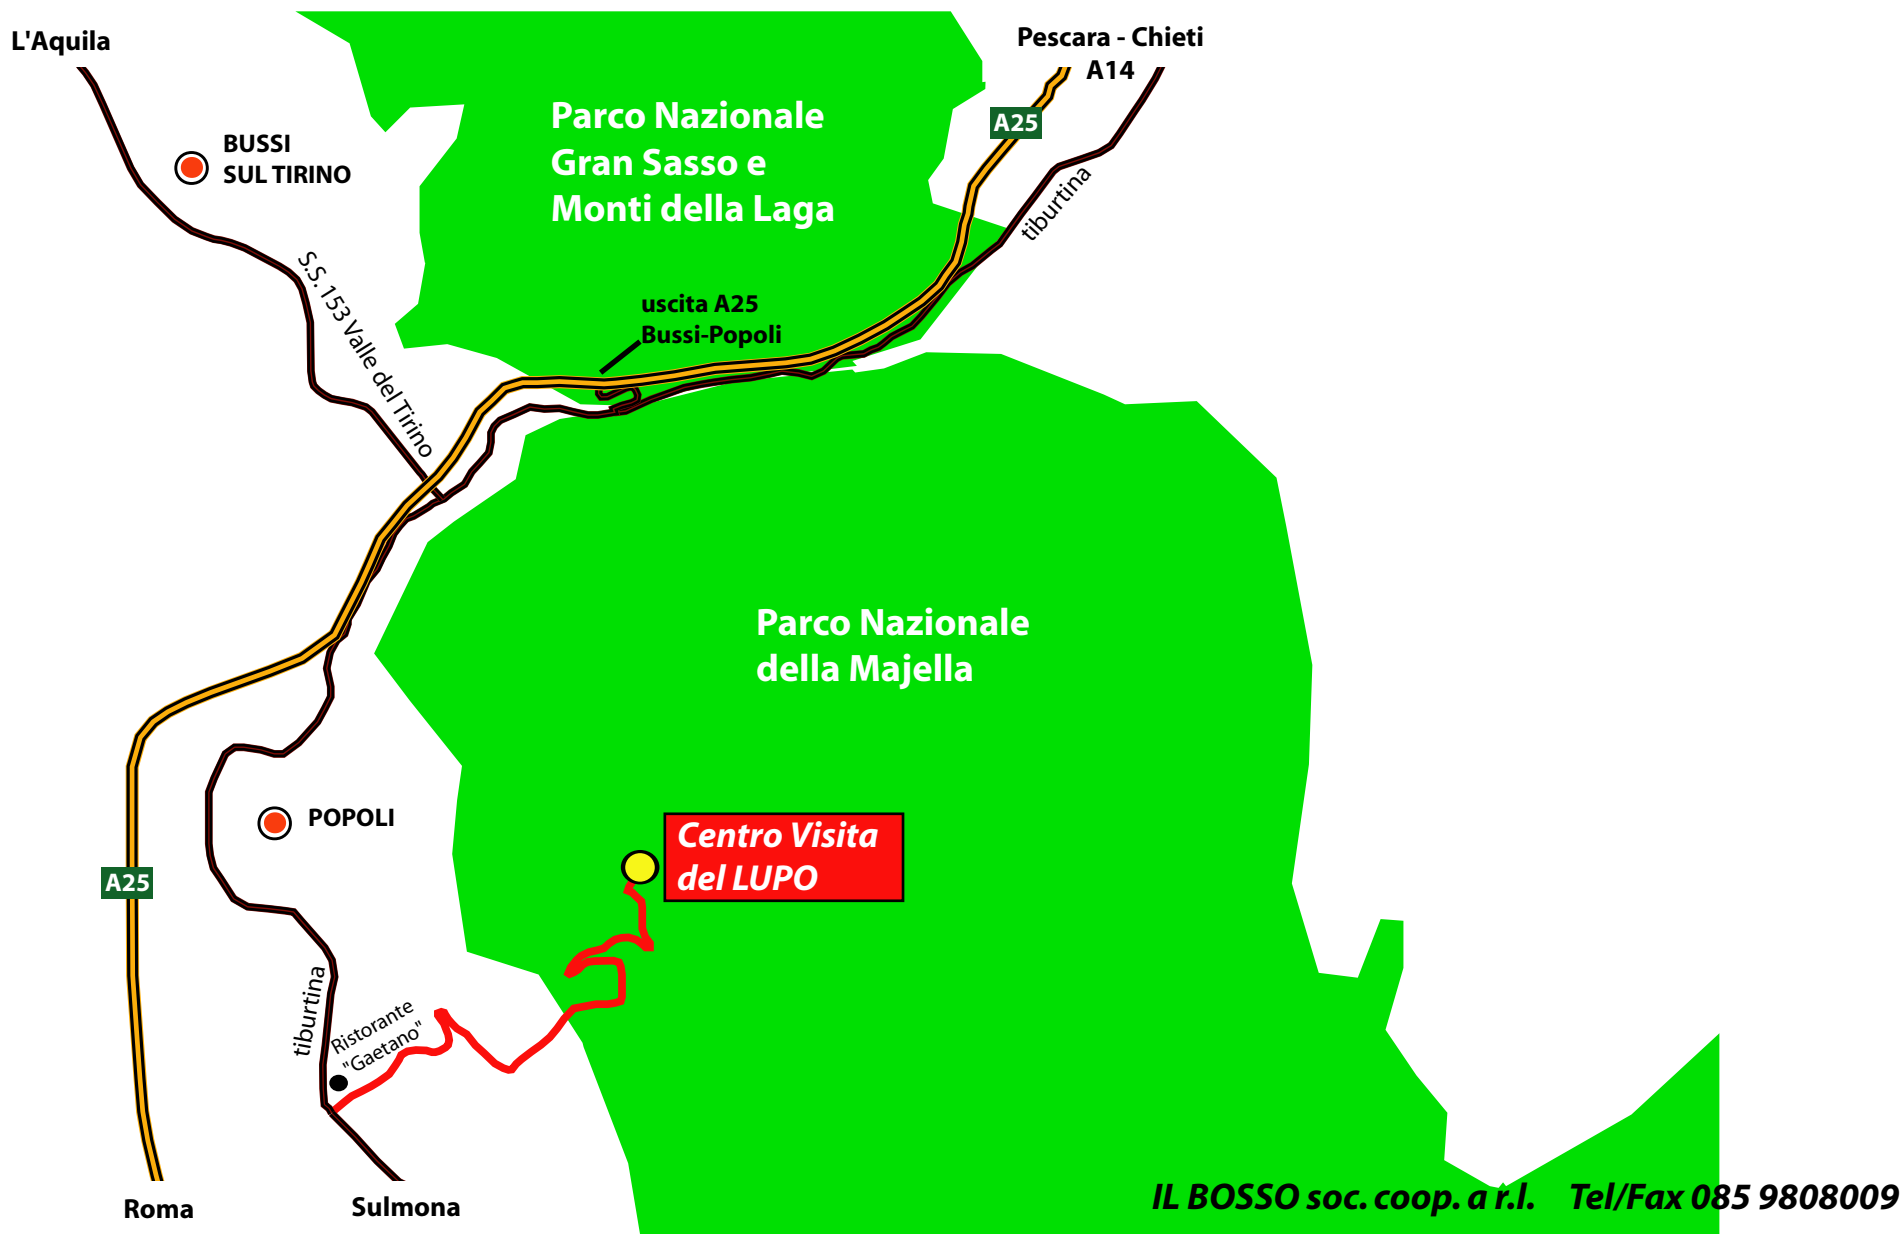 L'Aquila
Pescara - Chieti
A14
Parco Nazionale
Gran Sasso e
Monti della Laga
A25
BUSSI
SUL TIRINO
tiburtina
S.S. 153 Valle del Tirino
uscita A25
Bussi-Popoli
Parco Nazionale
della Majella
POPOLI
Centro Visita
del LUPO
A25
tiburtina
Ristorante
"Gaetano"
Roma
Sulmona
IL BOSSO soc. coop. a r.l. Tel/Fax 085 9808009